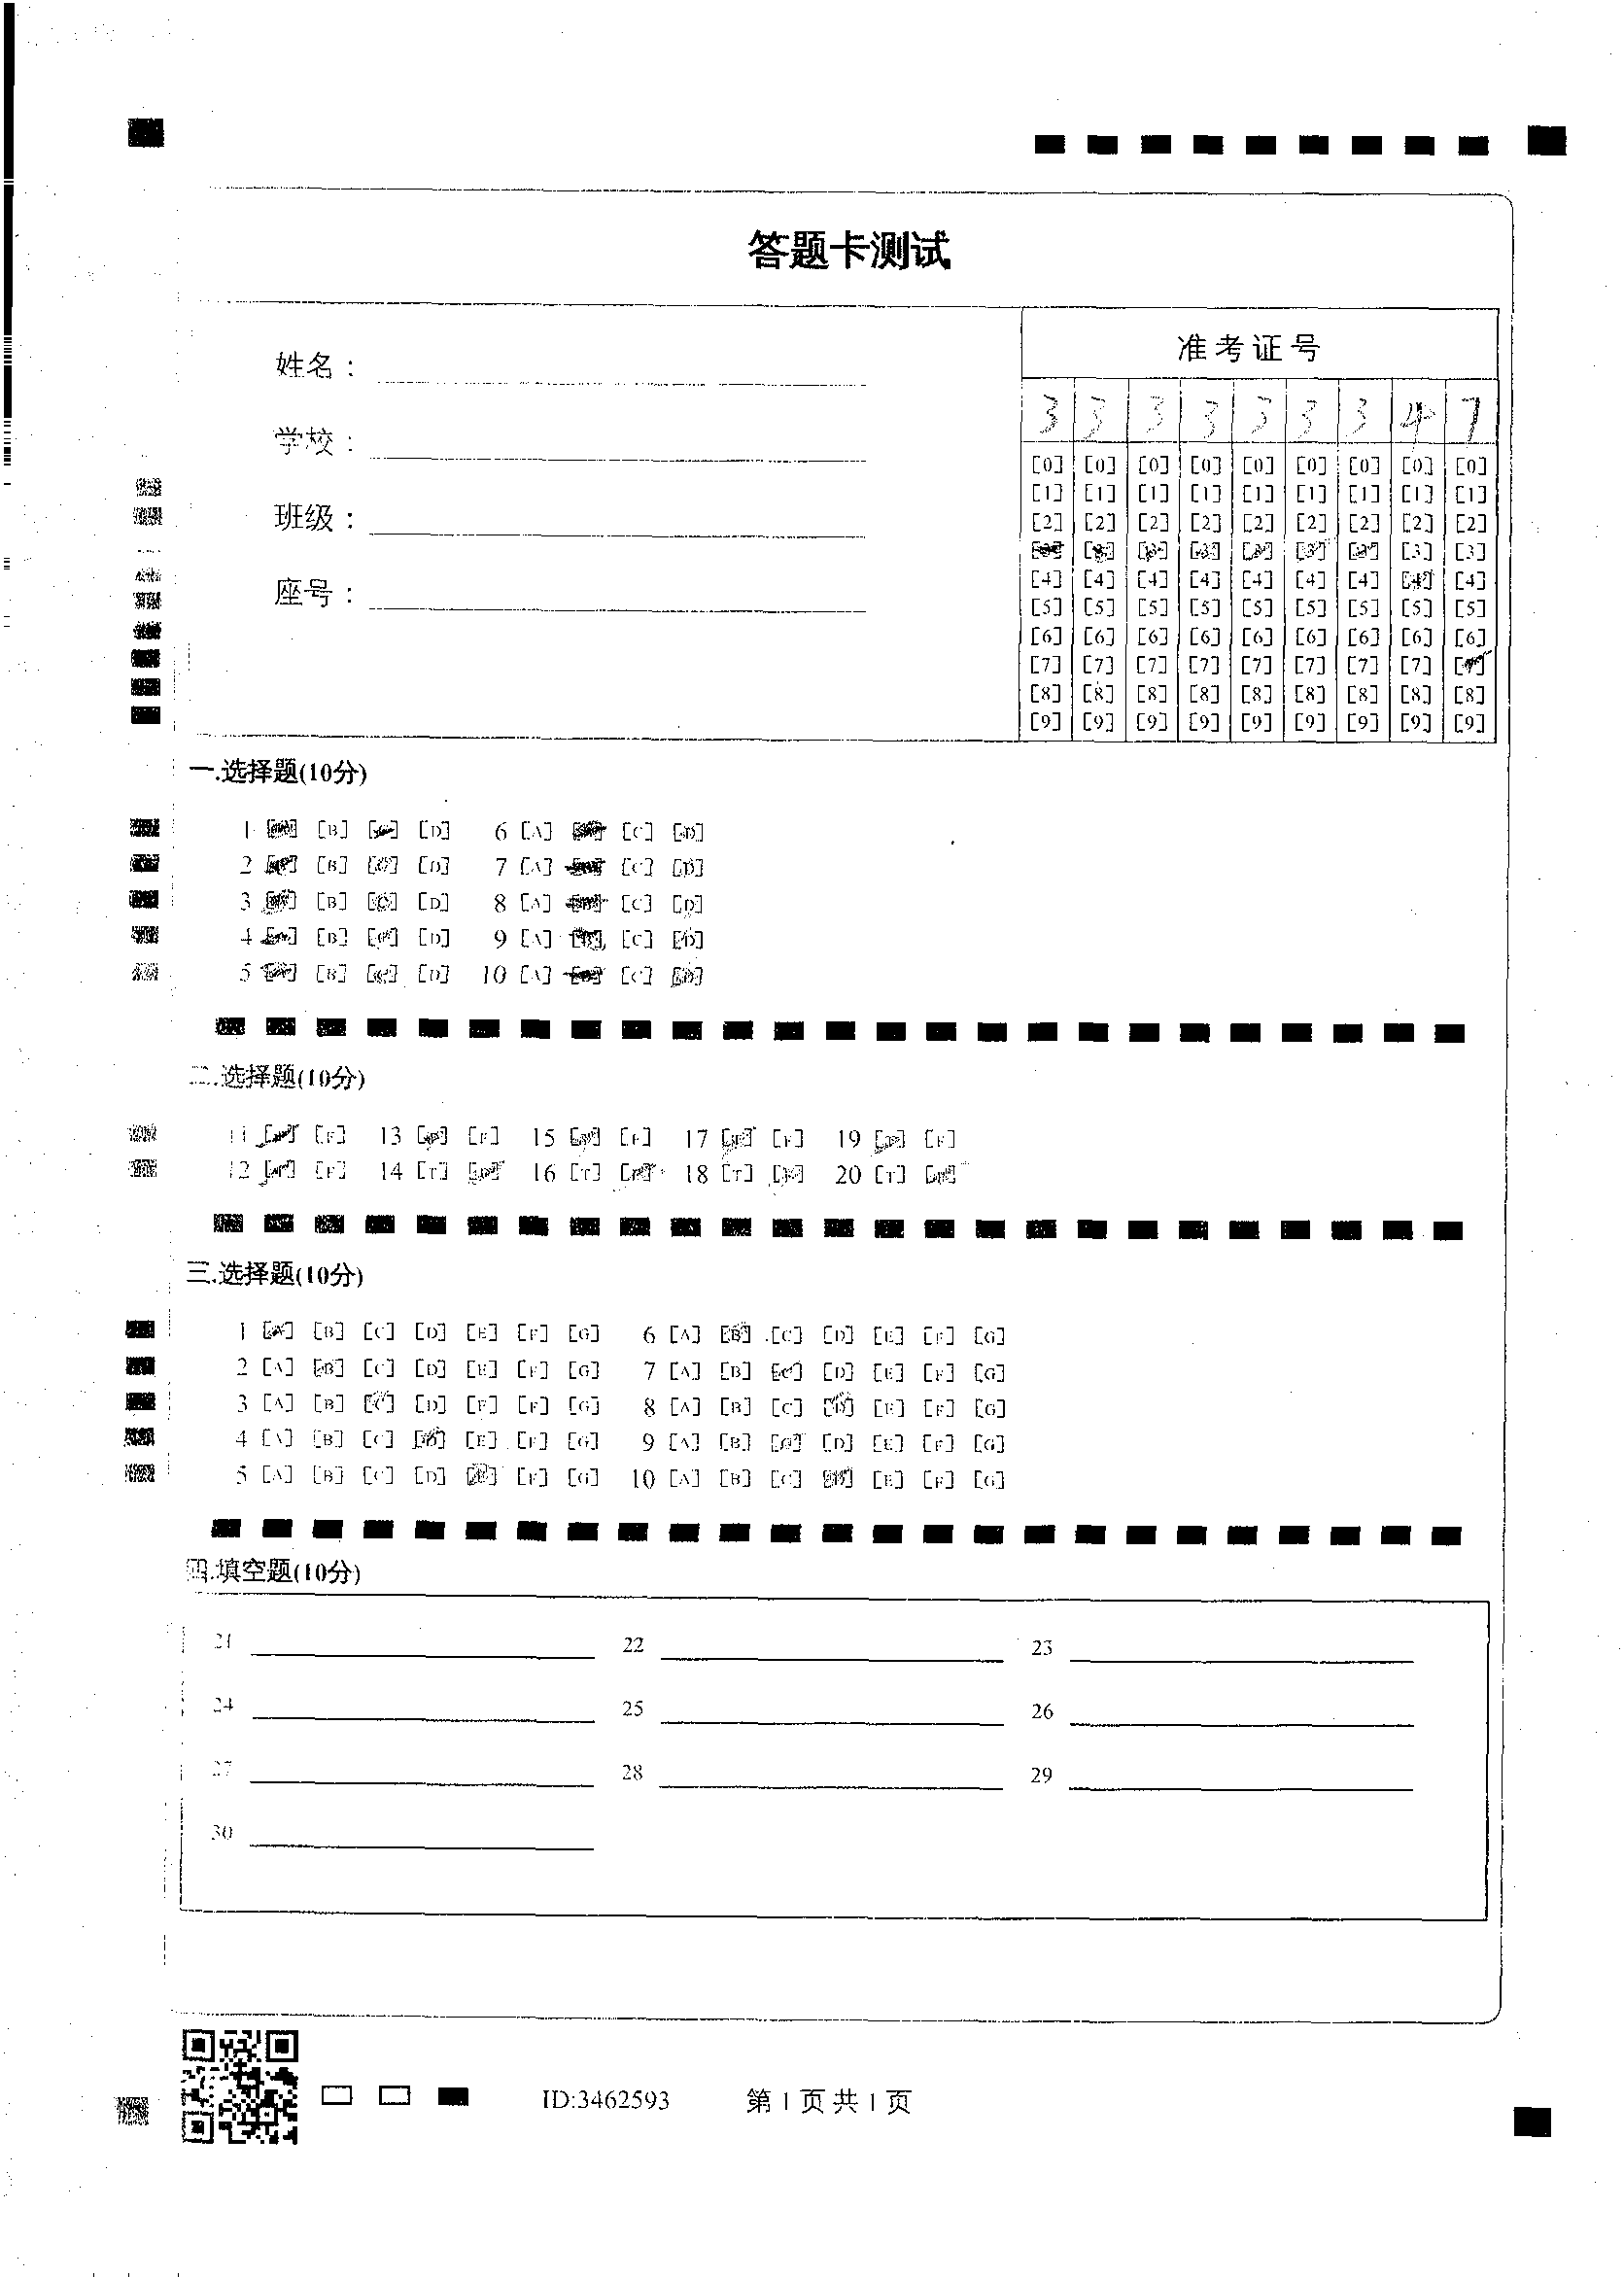 答题卡测试
姓名：
学校：
班级：
座号：
准考证号
3 3 3 3 3 3 3 4 7
[0] [0] [0] [0] [0] [0] [0] [0] [0]
[1] [1] [1] [1] [1] [1] [1] [1] [1]
[2] [2] [2] [2] [2] [2] [2] [2] [2]
[3] [3] [3] [3] [3] [3] [3] [3] [3]
[4] [4] [4] [4] [4] [4] [4] [4] [4]
[5] [5] [5] [5] [5] [5] [5] [5] [5]
[6] [6] [6] [6] [6] [6] [6] [6] [6]
[7] [7] [7] [7] [7] [7] [7] [7] [7]
[8] [8] [8] [8] [8] [8] [8] [8] [8]
[9] [9] [9] [9] [9] [9] [9] [9] [9]
一.选择题(10分)
1 [A] [B] [C] [D] 6 [A] [B] [C] [D]
2 [A] [B] [C] [D] 7 [A] [B] [C] [D]
3 [A] [B] [C] [D] 8 [A] [B] [C] [D]
4 [A] [B] [C] [D] 9 [A] [B] [C] [D]
5 [A] [B] [C] [D] 10 [A] [B] [C] [D]
二.选择题(10分)
11 [T] [F] 13 [T] [F] 15 [T] [F] 17 [T] [F] 19 [T] [F]
12 [T] [F] 14 [T] [F] 16 [T] [F] 18 [T] [F] 20 [T] [F]
三.选择题(10分)
1 [A] [B] [C] [D] [E] [F] [G] 6 [A] [B] [C] [D] [E] [F] [G]
2 [A] [B] [C] [D] [E] [F] [G] 7 [A] [B] [C] [D] [E] [F] [G]
3 [A] [B] [C] [D] [E] [F] [G] 8 [A] [B] [C] [D] [E] [F] [G]
4 [A] [B] [C] [D] [E] [F] [G] 9 [A] [B] [C] [D] [E] [F] [G]
5 [A] [B] [C] [D] [E] [F] [G] 10 [A] [B] [C] [D] [E] [F] [G]
四.填空题(10分)
21 22 23
24 25 26
27 28 29
30
ID:3462593 第1页共1页